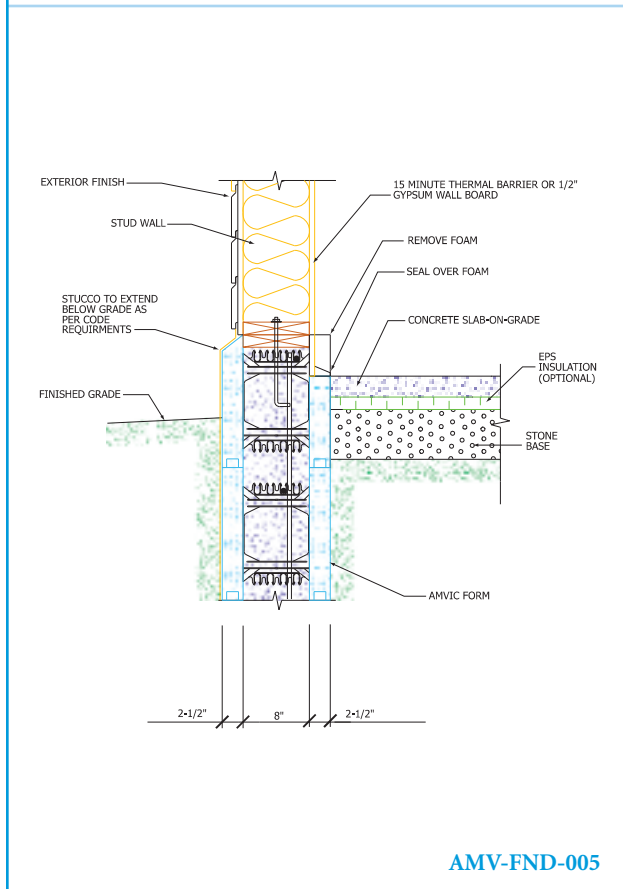 EXTERIOR FINISH
15 MINUTE THERMAL BARRIER OR 1/2"
GYPSUM WALL BOARD
STUD WALL
REMOVE FOAM
SEAL OVER FOAM
STUCCO TO EXTEND
BELOW GRADE AS
PER CODE
REQUIRMENTS
CONCRETE SLAB-ON-GRADE
EPS
INSULATION
(OPTIONAL)
FINISHED GRADE
STONE
BASE
AMVIC FORM
2-1/2" 8" 2-1/2"
AMV-FND-005